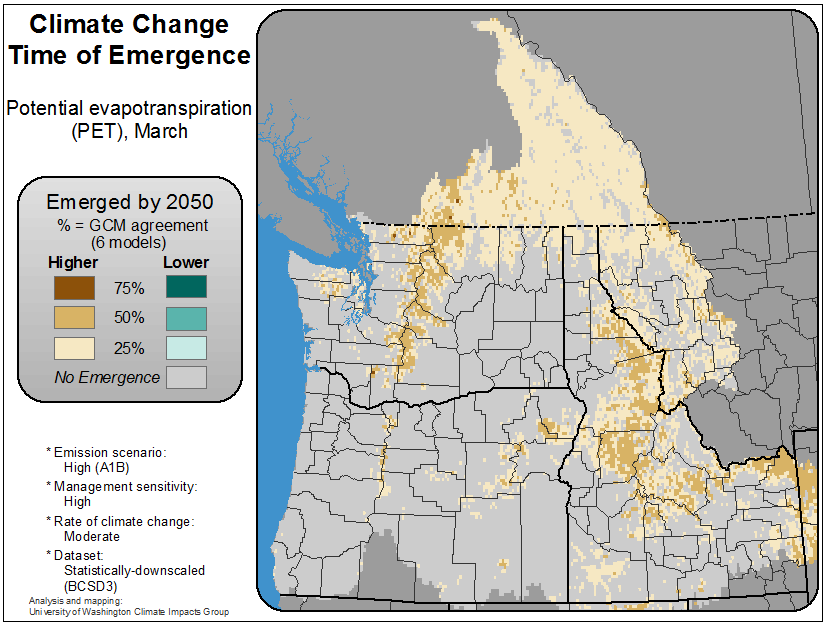 Climate Change
Time of Emergence
Potential evapotranspiration
(PET), March
Emerged by 2050
% = GCM agreement
(6 models)
Higher Lower
75%
50%
25%
No Emergence
* Emission scenario:
High (A1B)
* Management sensitivity:
High
* Rate of climate change:
Moderate
* Dataset:
Statistically-downscaled
(BCSD3)
Analysis and mapping:
University of Washington Climate Impacts Group